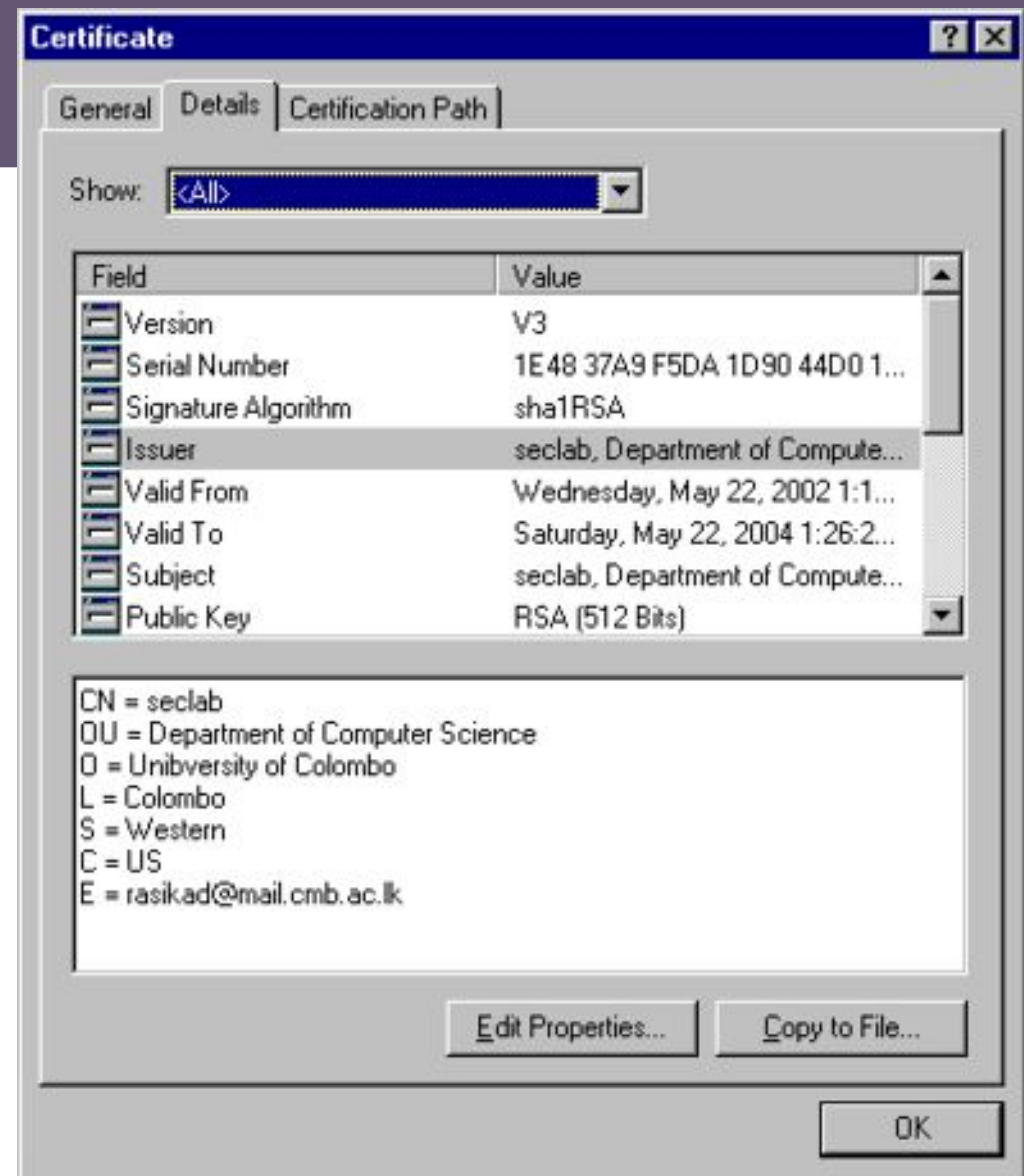 Certificate
General Details Certification Path
Show: <All>
Field Value
Version V3
Serial Number 1E48 37A9 F5DA 1D90 44D0 1...
Signature Algorithm sha1RSA
Issuer seclab, Department of Compute...
Valid From Wednesday, May 22, 2002 1:1...
Valid To Saturday, May 22, 2004 1:26:2...
Subject seclab, Department of Compute...
Public Key RSA (512 Bits)
CN = seclab
OU = Department of Computer Science
O = Unibversity of Colombo
L = Colombo
S = Western
C = US
E = rasikad@mail.cmb.ac.lk
Edit Properties... Copy to File...
OK